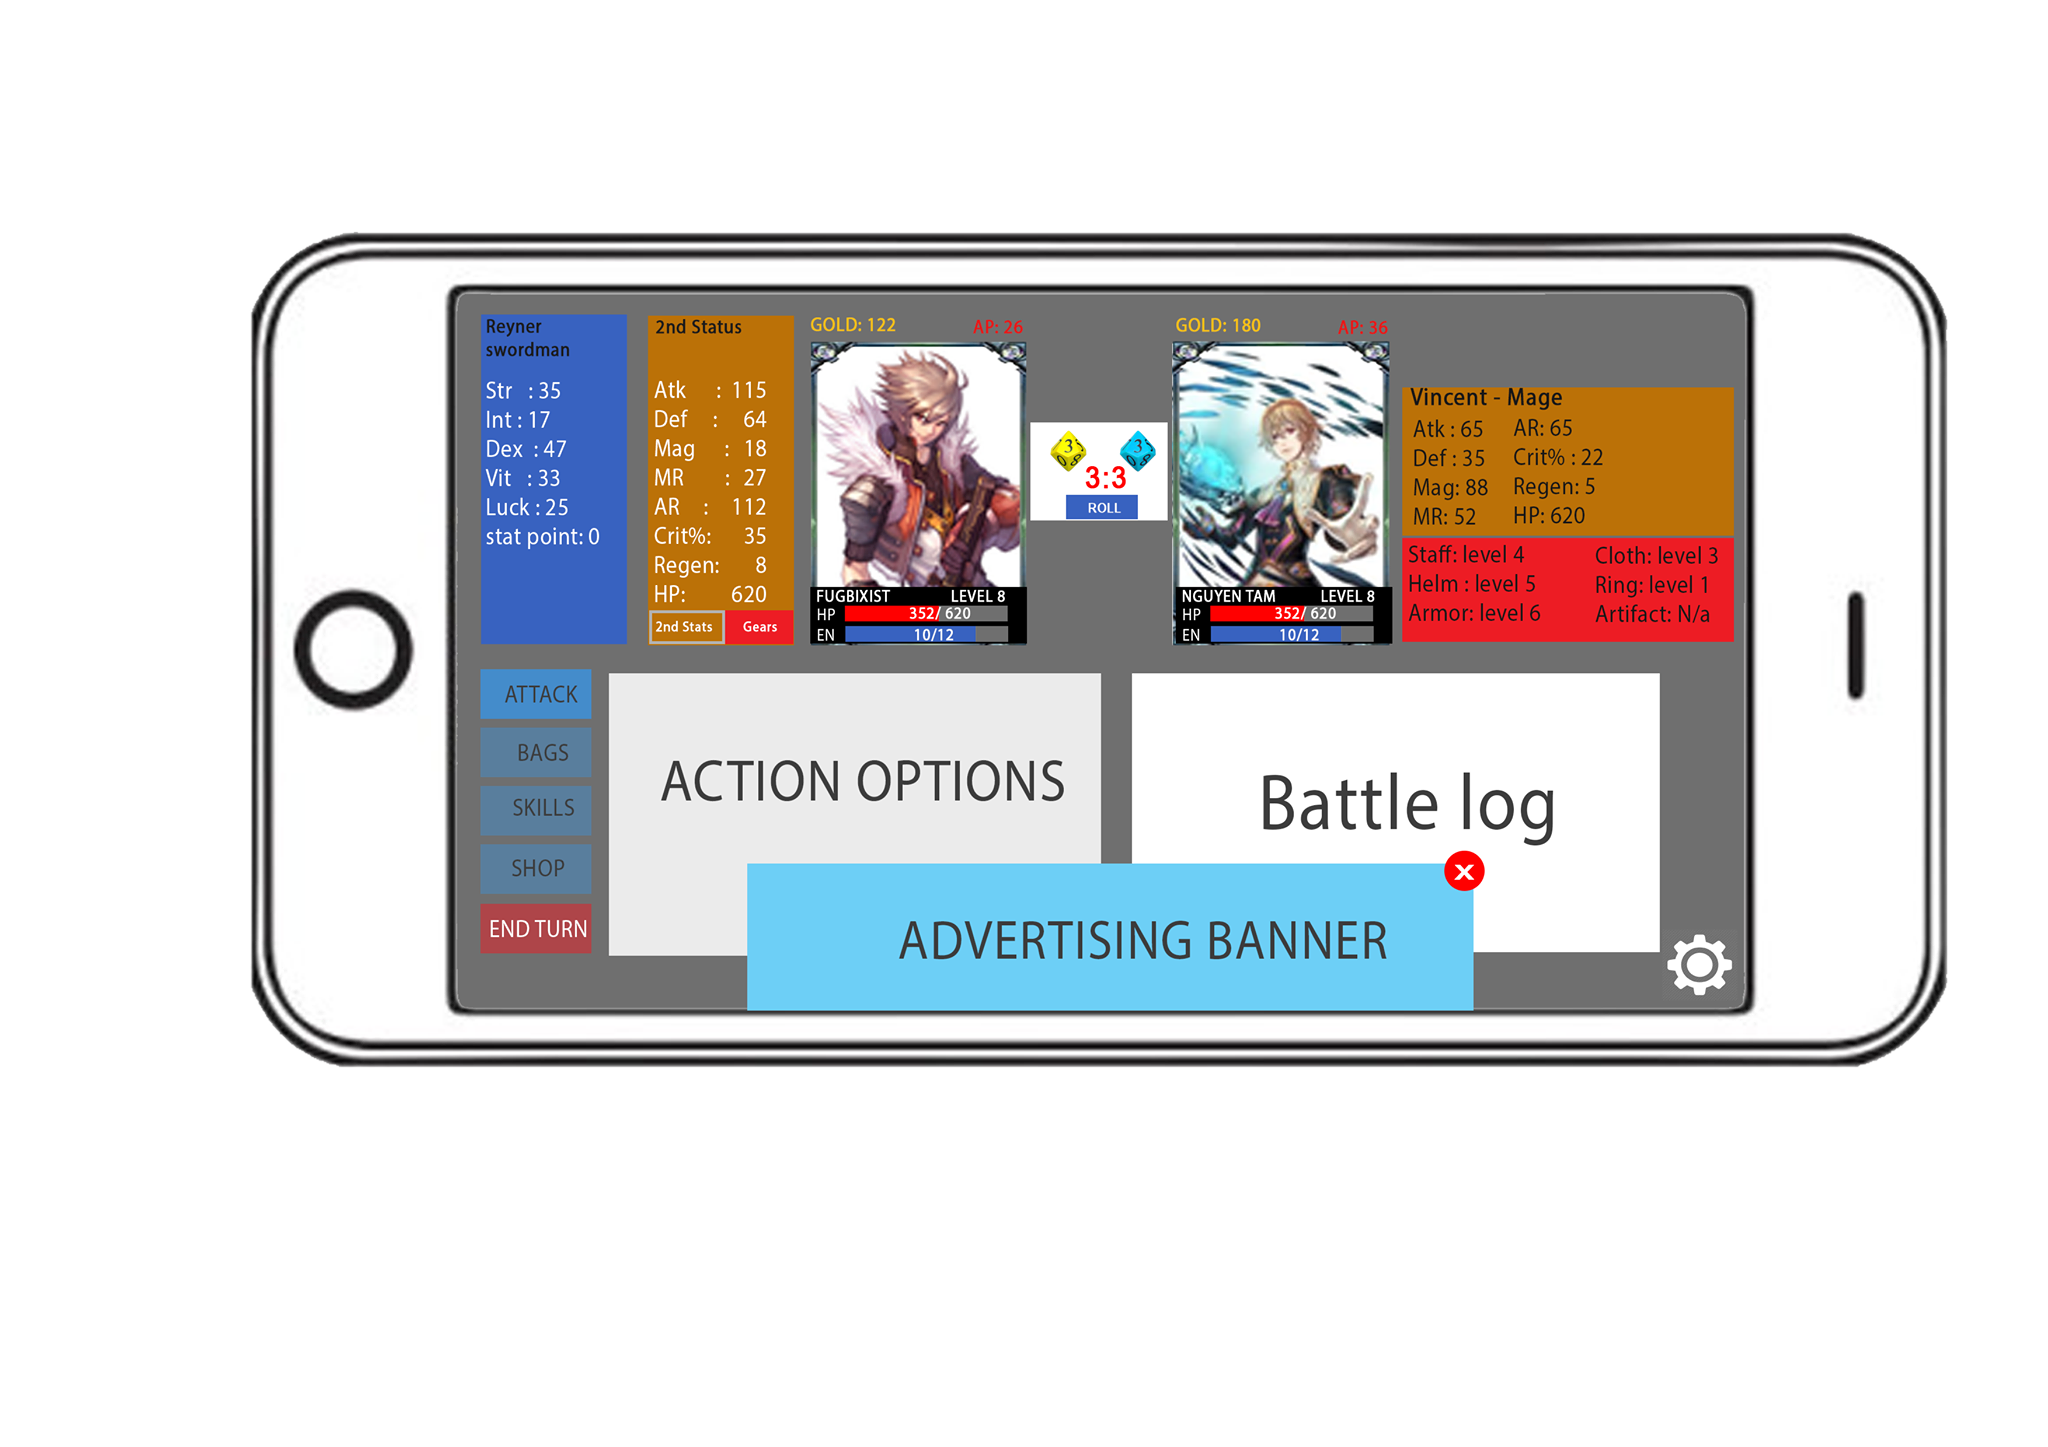 Reyner
swordman
Str : 35
Int : 17
Dex : 47
Vit : 33
Luck : 25
stat point: 0
2nd Status
Atk : 115
Def : 64
Mag : 18
MR : 27
AR : 112
Crit%: 35
Regen: 8
HP: 620
2nd Stats Gears
GOLD: 122 AP: 26
FUGBIXIST LEVEL 8
HP 352/ 620
EN 10/12
3 3
3:3
ROLL
GOLD: 180 AP: 36
NGUYEN TAM LEVEL 8
HP 352/ 620
EN 10/12
Vincent - Mage
Atk : 65 AR: 65
Def : 35 Crit% : 22
Mag: 88 Regen: 5
MR: 52 HP: 620
Staff: level 4 Cloth: level 3
Helm : level 5 Ring: level 1
Armor: level 6 Artifact: N/a
ATTACK
BAGS
SKILLS
SHOP
END TURN
ACTION OPTIONS
Battle log
x
ADVERTISING BANNER